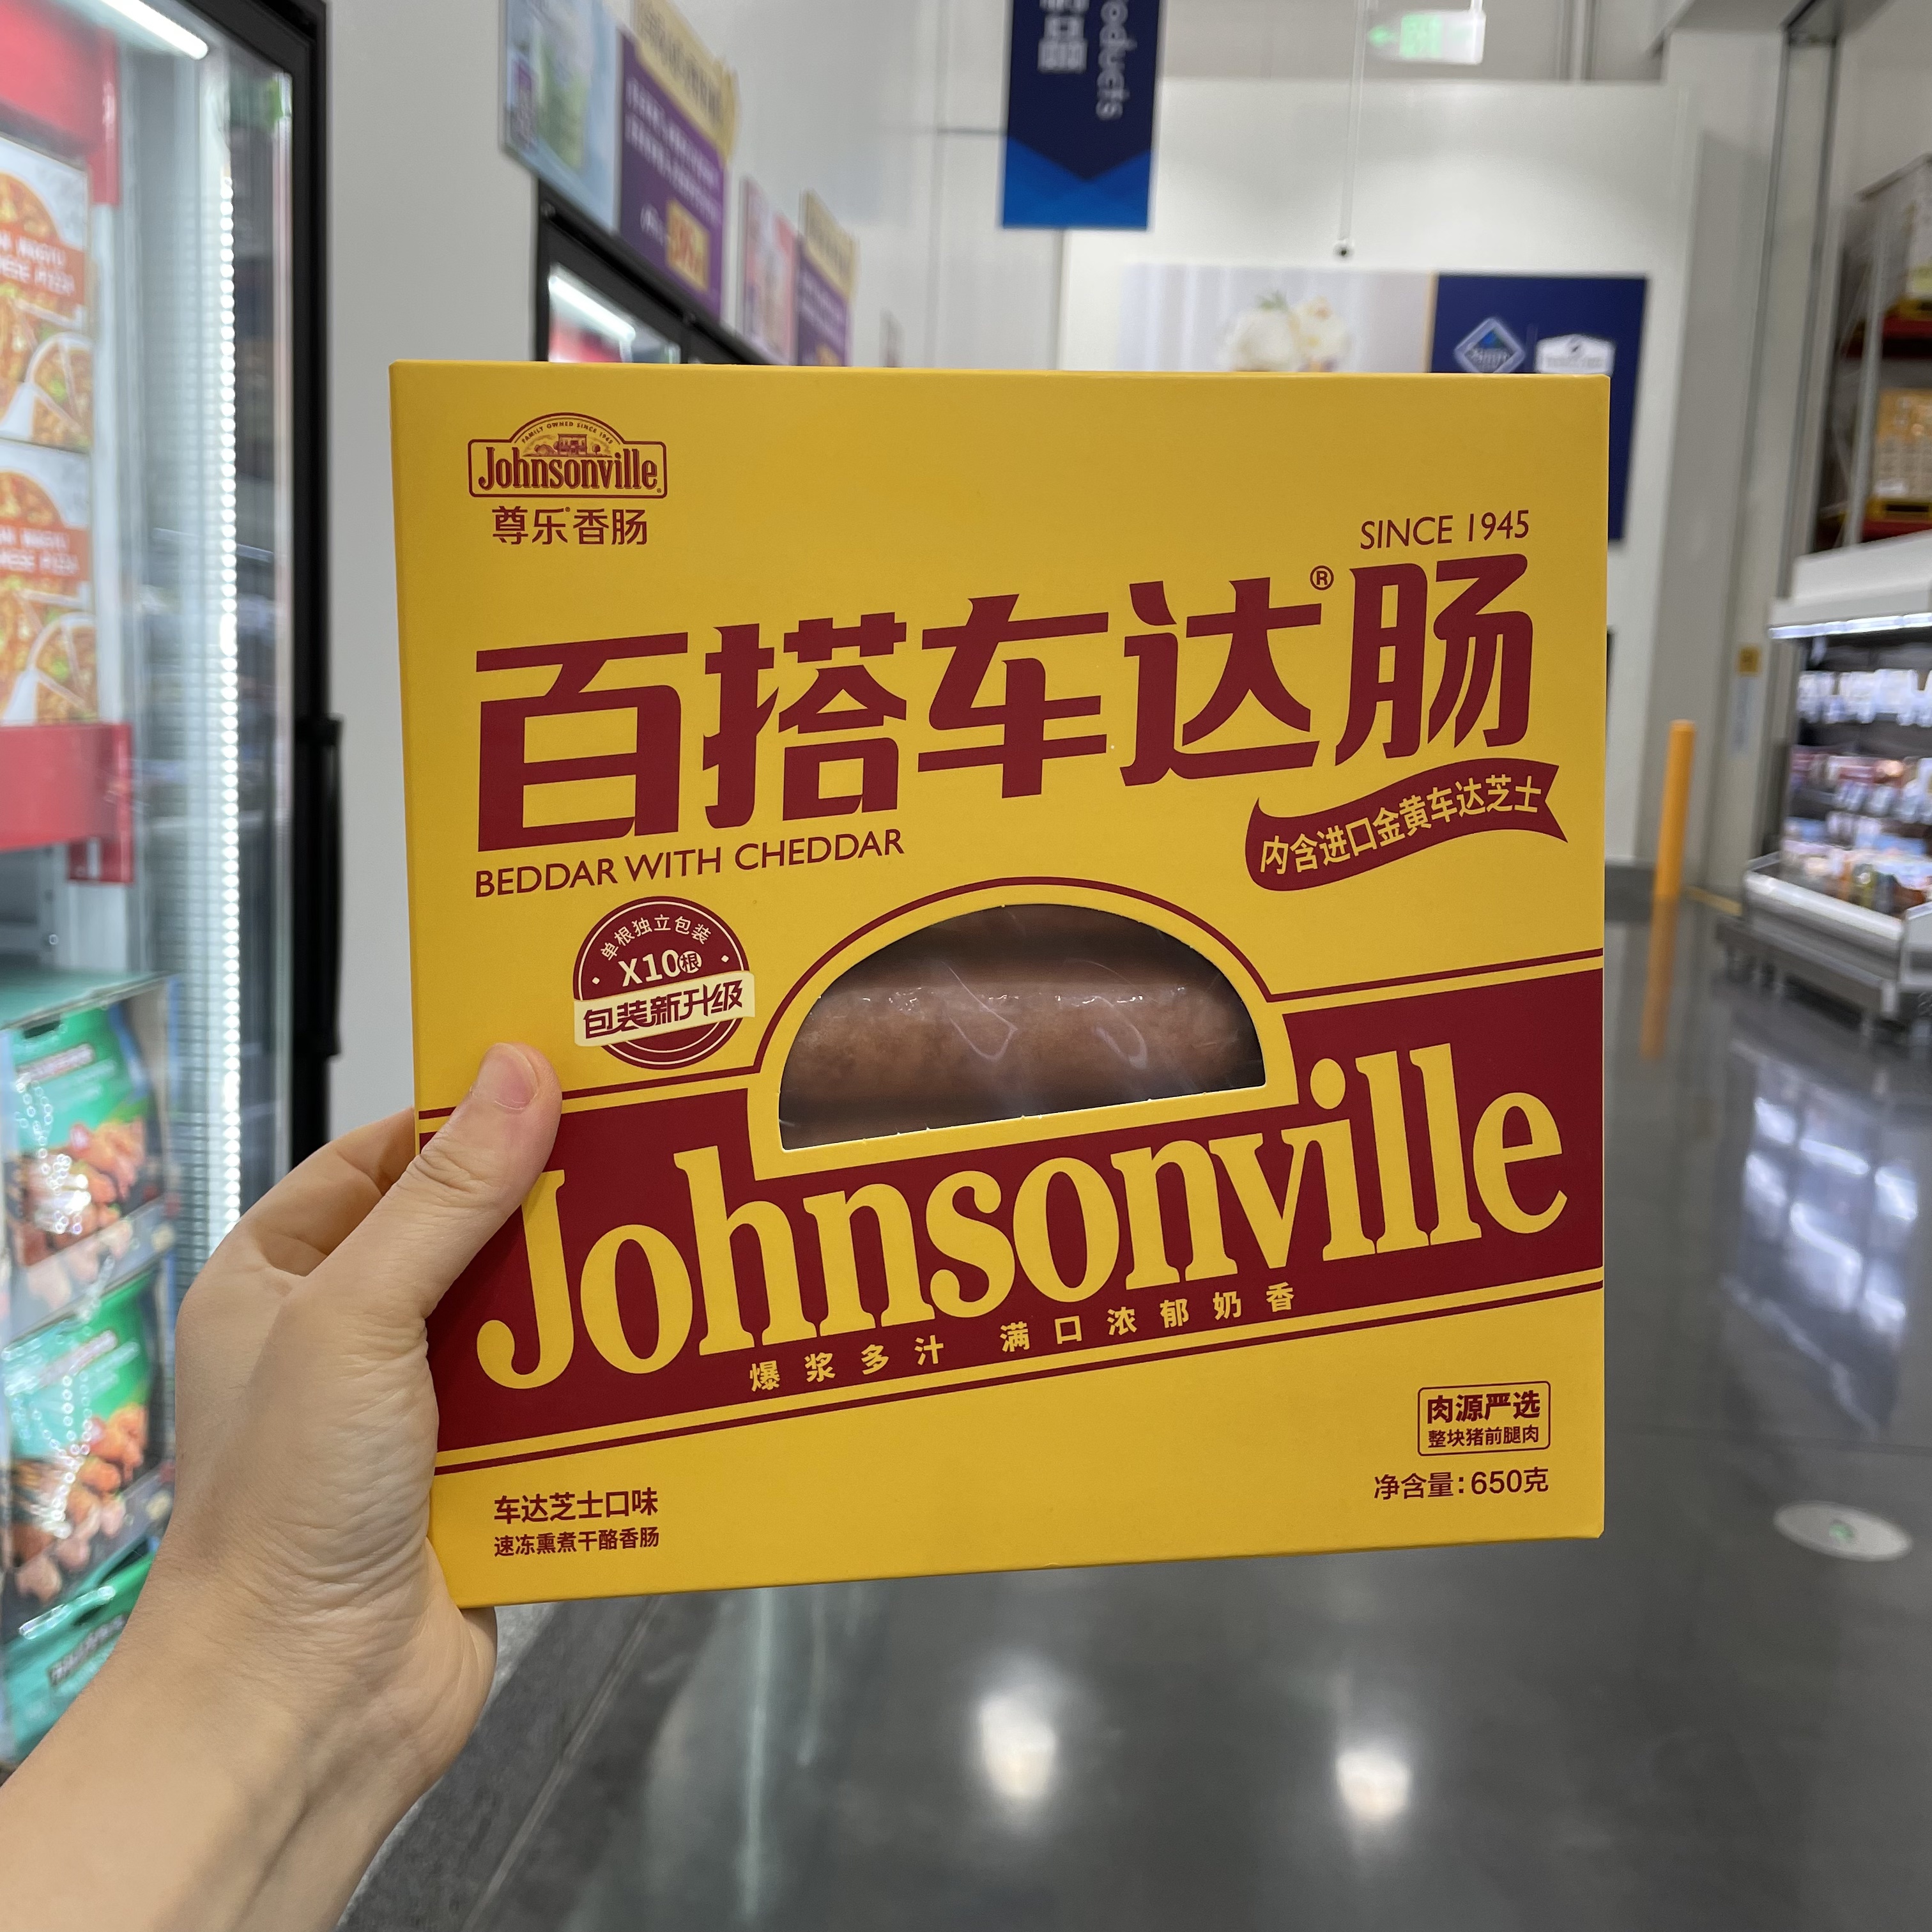 oducts
FAMILY OWNED SINCE 1945
Johnsonville
尊乐®香肠
SINCE 1945
百搭车达®肠
BEDDAR WITH CHEDDAR
内含进口金黄车达芝士
单根独立包装
X10根
包装新升级
Johnsonville
爆浆多汁 满口浓郁奶香
肉源严选
整块猪前腿肉
净含量:650克
车达芝士口味
速冻熏煮干酪香肠